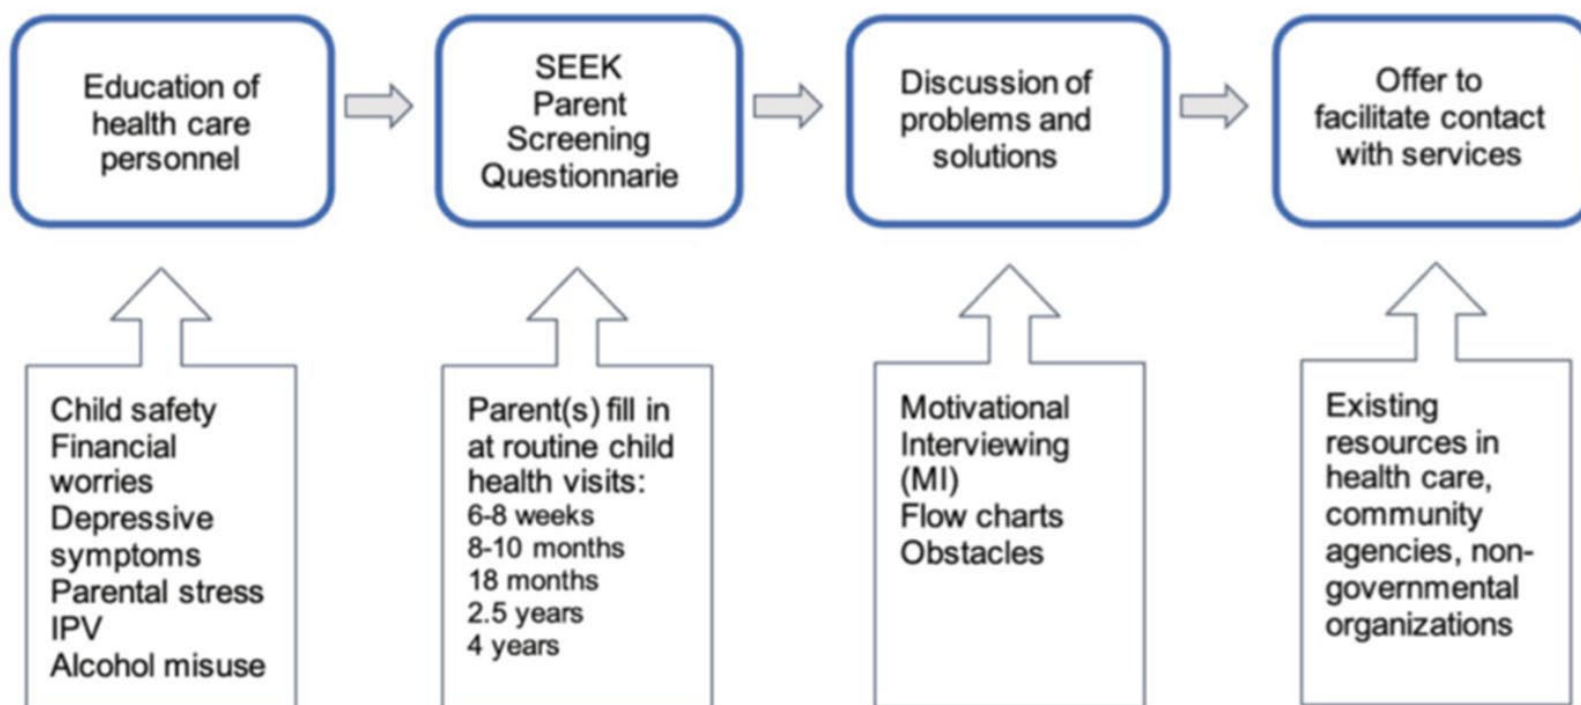 Education of
health care
personnel
SEEK
Parent
Screening
Questionnarie
Discussion of
problems and
solutions
Offer to
facilitate contact
with services
Child safety
Financial
worries
Depressive
symptoms
Parental stress
IPV
Alcohol misuse
Parent(s) fill in
at routine child
health visits:
6-8 weeks
8-10 months
18 months
2.5 years
4 years
Motivational
Interviewing
(MI)
Flow charts
Obstacles
Existing
resources in
health care,
community
agencies, non-
governmental
organizations